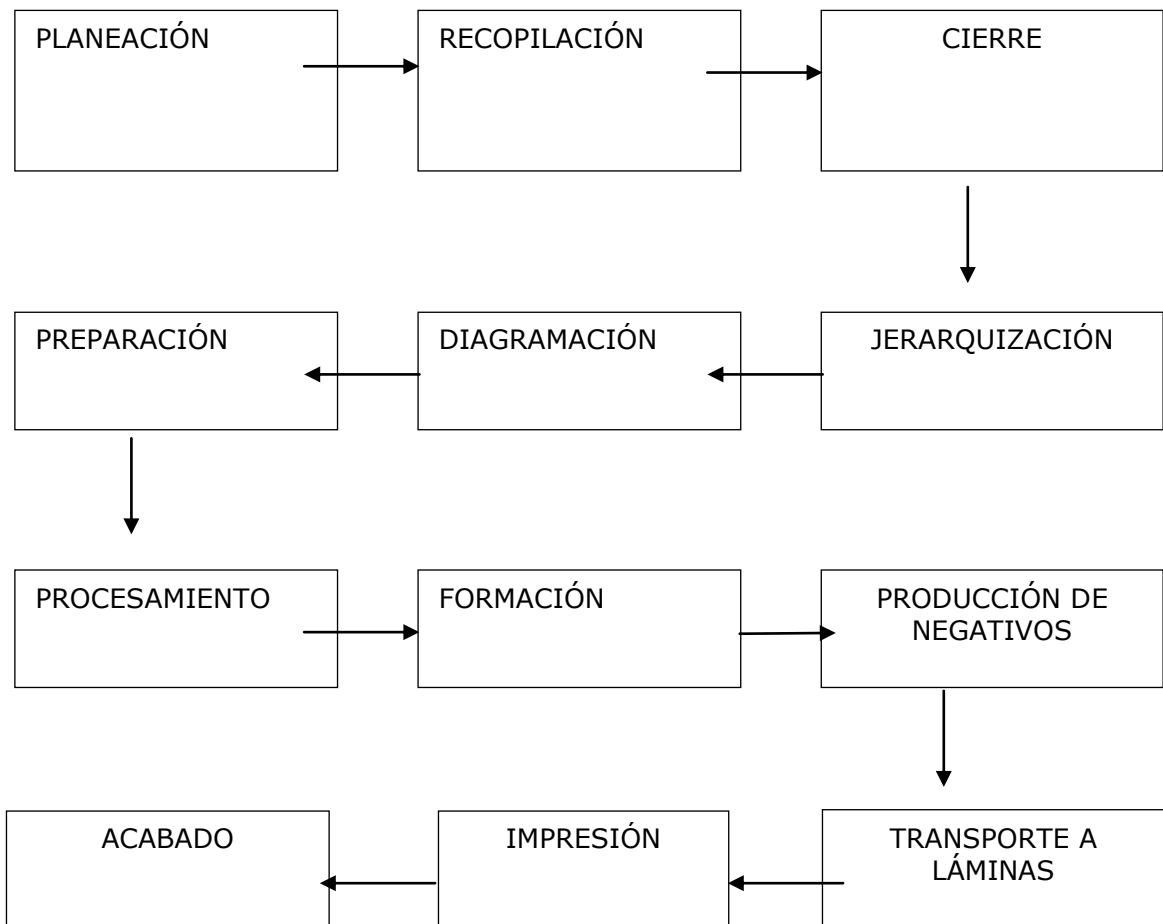 PLANEACIÓN
RECOPILACIÓN
CIERRE
JERARQUIZACIÓN
DIAGRAMACIÓN
PREPARACIÓN
PROCESAMIENTO
FORMACIÓN
PRODUCCIÓN DE
NEGATIVOS
TRANSPORTE A
LÁMINAS
IMPRESIÓN
ACABADO